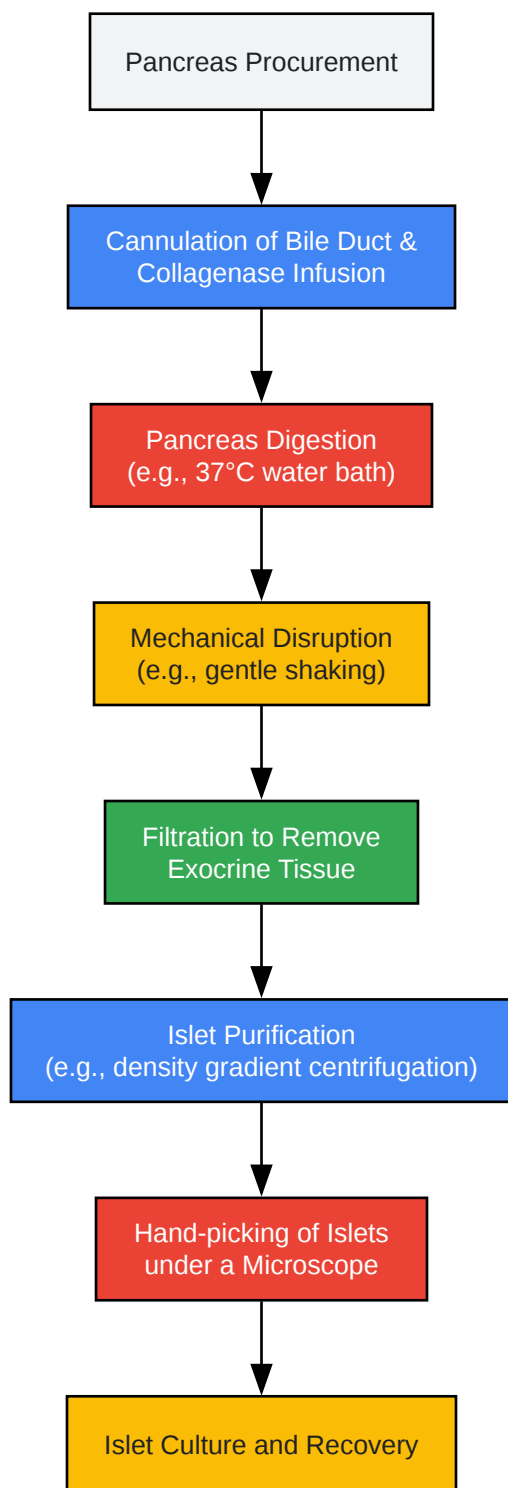 Pancreas Procurement
Cannulation of Bile Duct &
Collagenase Infusion
Pancreas Digestion
(e.g., 37°C water bath)
Mechanical Disruption
(e.g., gentle shaking)
Filtration to Remove
Exocrine Tissue
Islet Purification
(e.g., density gradient centrifugation)
Hand-picking of Islets
under a Microscope
Islet Culture and Recovery